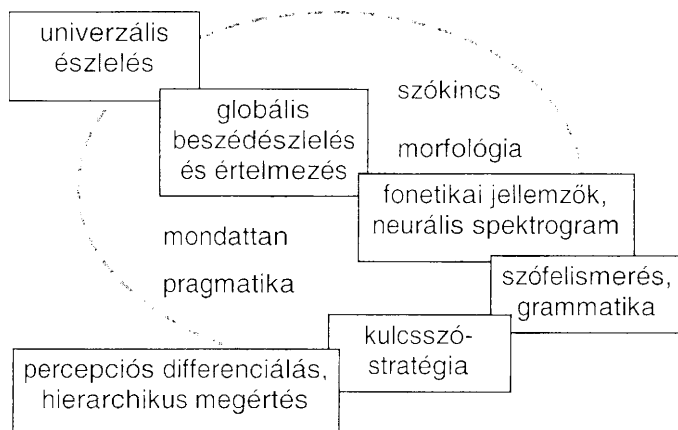 univerzális
észlelés
globális
beszédészlelés
és értelmezés
szókincs
morfológia
fonetikai jellemzők,
neurális spektrogram
mondattan
pragmatika
szófelismerés,
grammatika
kulcsszó-
stratégia
percepciós differenciálás,
hierarchikus megértés